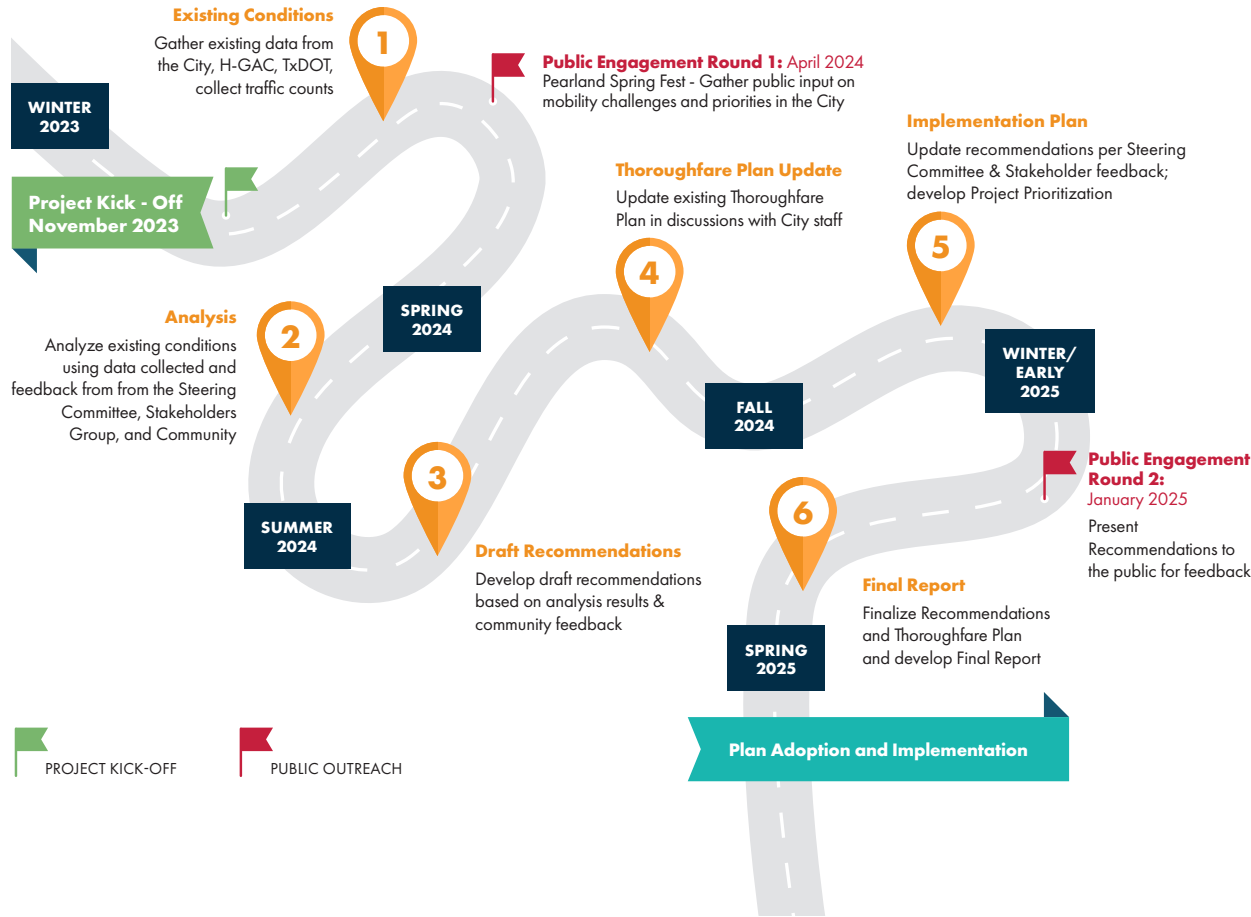 WINTER
2023
Project Kick - Off
November 2023
Existing Conditions
Gather existing data from
the City, H-GAC, TxDOT,
collect traffic counts
1
Public Engagement Round 1: April 2024
Pearland Spring Fest - Gather public input on
mobility challenges and priorities in the City
SPRING
2024
Analysis
Analyze existing conditions
using data collected and
feedback from from the Steering
Committee, Stakeholders
Group, and Community
2
SUMMER
2024
3
Draft Recommendations
Develop draft recommendations
based on analysis results &
community feedback
Thoroughfare Plan Update
Update existing Thoroughfare
Plan in discussions with City staff
4
FALL
2024
Implementation Plan
Update recommendations per Steering
Committee & Stakeholder feedback;
develop Project Prioritization
5
WINTER/
EARLY
2025
Public Engagement
Round 2:
January 2025
Present
Recommendations to
the public for feedback
6
Final Report
Finalize Recommendations
and Thoroughfare Plan
and develop Final Report
SPRING
2025
Plan Adoption and Implementation
PROJECT KICK-OFF
PUBLIC OUTREACH